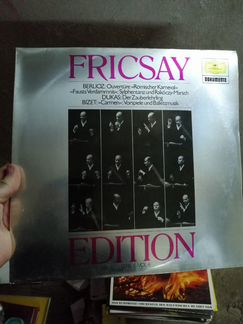 FRICSAY
DOKUMENTE
BERLIOZ: Ouvertüre »Römischer Karneval«
»Fausts Verdammnis«: Sylphentanz und Rákóczy-Marsch
DUKAS: Der Zauberlehrling
BIZET: »Carmen«: Vorspiele und Ballettmusik
EDITION